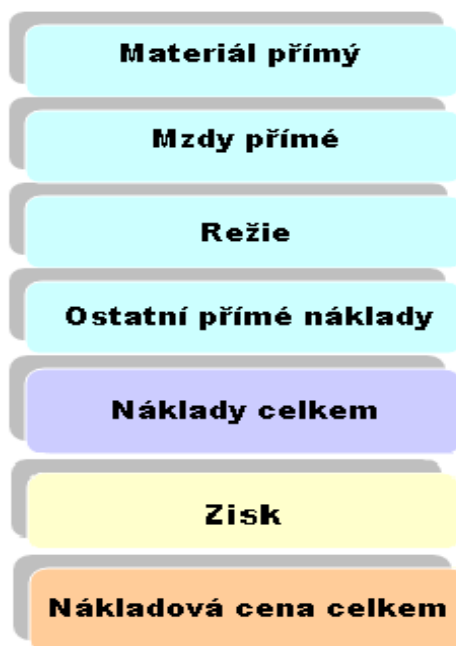 Materiál přímý
Mzdy přímé
Režie
Ostatní přímé náklady
Náklady celkem
Zisk
Nákladová cena celkem